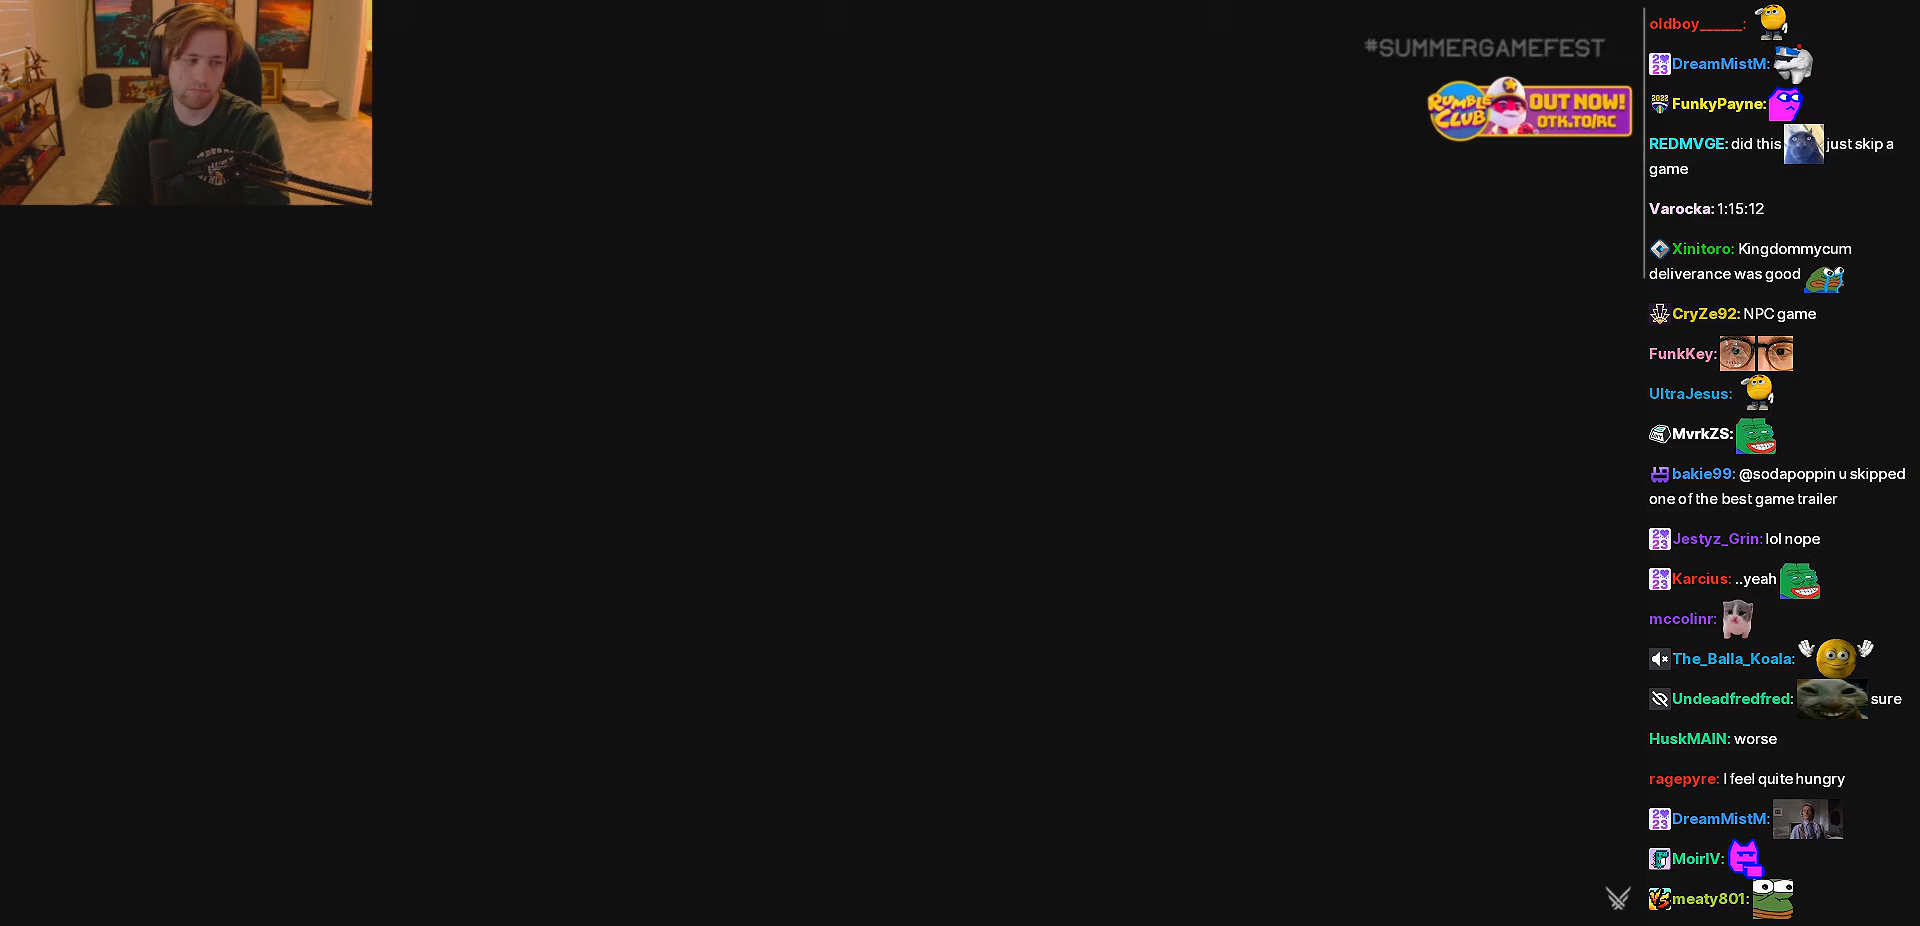 #SUMMERGAMEFEST
RUMBLE
CLUB
OUT NOW!
OTK.TO/RC
oldboy______:
DreamMistM:
FunkyPayne:
REDMVGE: did this just skip a
game
Varocka: 1:15:12
Xinitoro: Kingdommycum
deliverance was good
CryZe92: NPC game
FunkKey:
UltraJesus:
MvrkZS:
bakie99: @sodapoppin u skipped
one of the best game trailer
Jestyz_Grin: lol nope
Karcius: ..yeah
mccolinr:
The_Balla_Koala:
Undeadfredfred: sure
HuskMAIN: worse
ragepyre: I feel quite hungry
DreamMistM:
MoirIV:
meaty801: